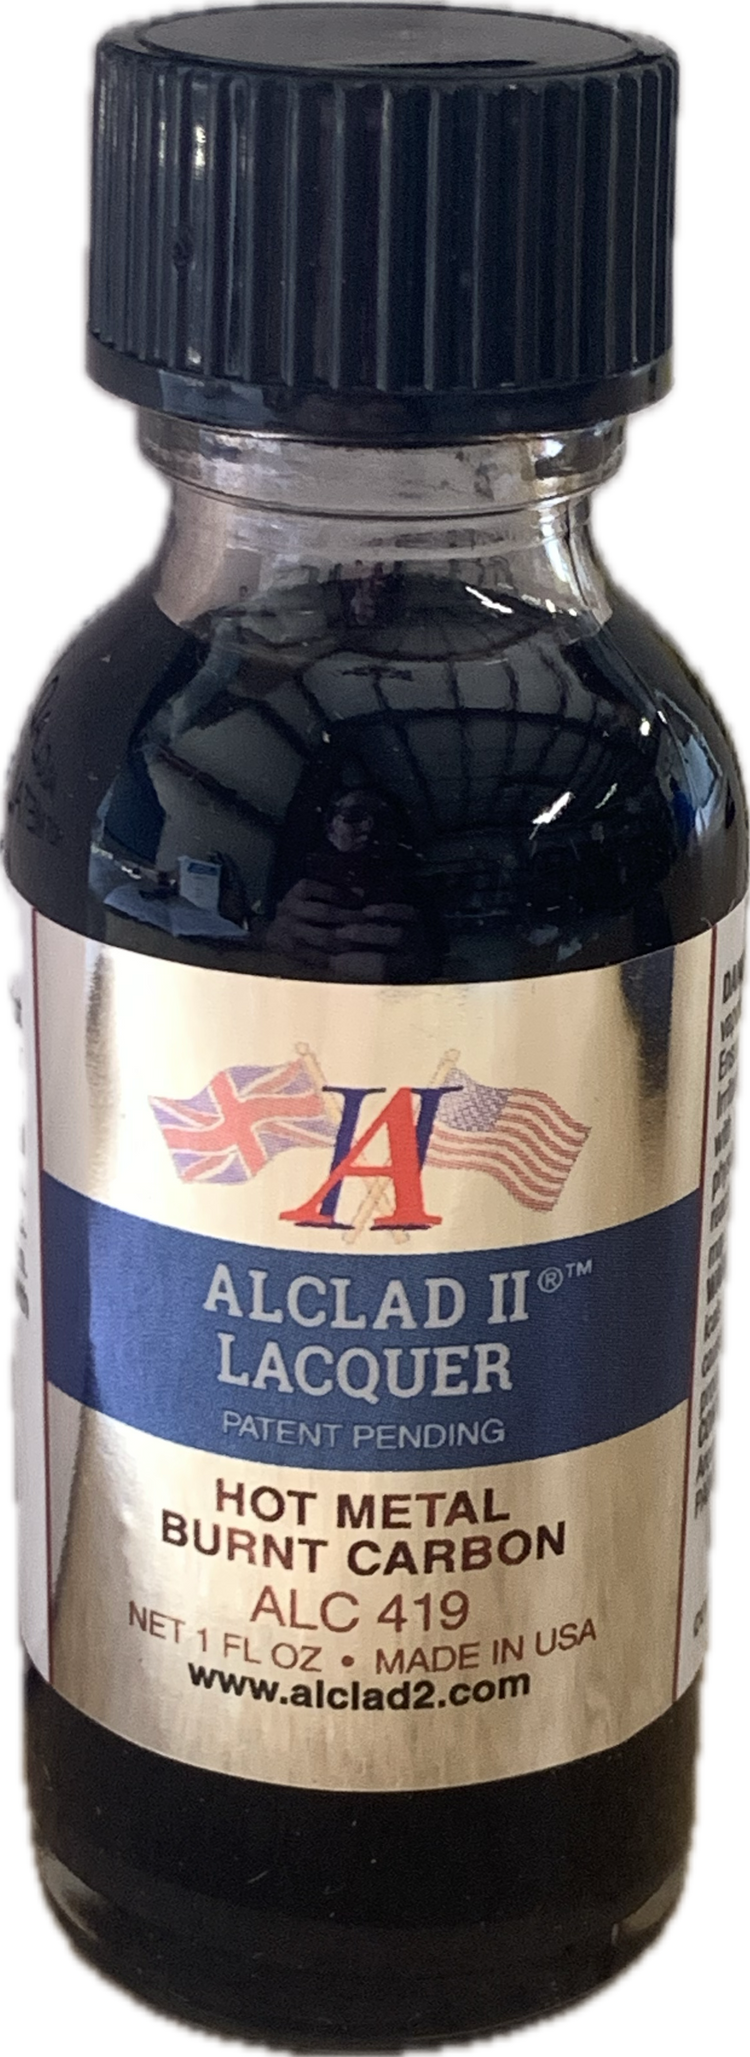 A
ALCLAD II®™
LACQUER
PATENT PENDING
HOT METAL
BURNT CARBON
ALC 419
NET 1 FL OZ • MADE IN USA
www.alclad2.com